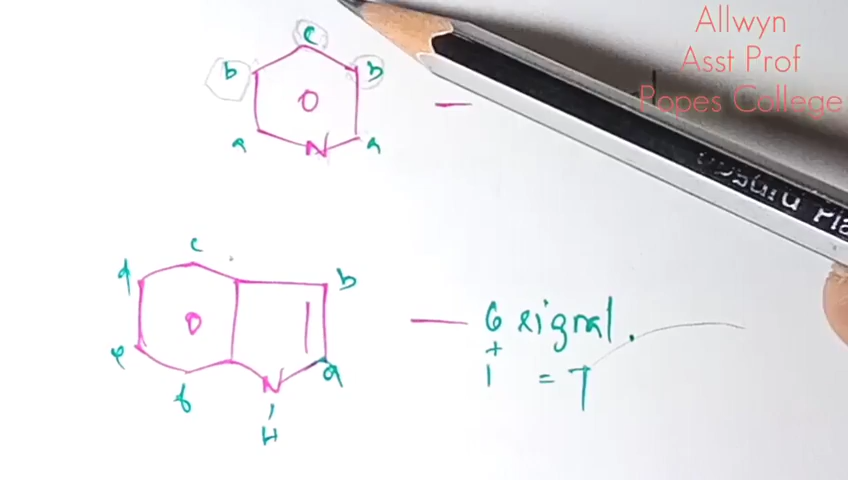 Allwyn
Asst Prof
Popes College
c
b
b
O
a
N
a
c
d
b
O
— 6 signal.
e
+
a
1 = 7
f
N
H